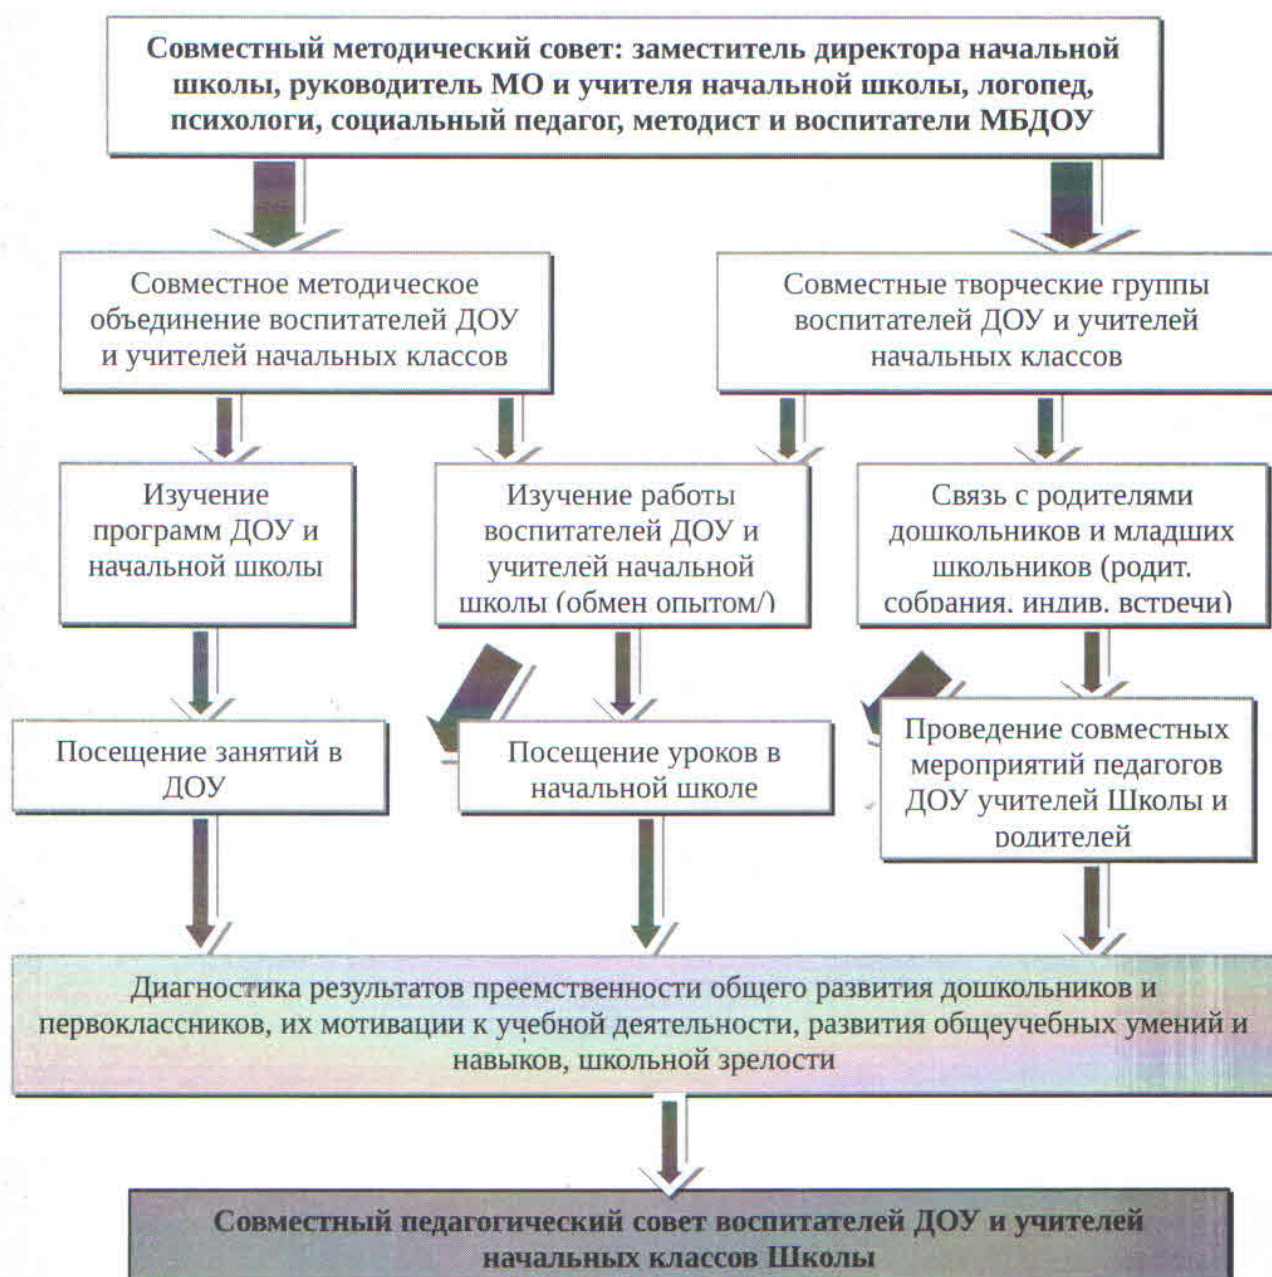 Совместный методический совет: заместитель директора начальной
школы, руководитель МО и учителя начальной школы, логопед,
психологи, социальный педагог, методист и воспитатели МБДОУ
Совместное методическое
объединение воспитателей ДОУ
и учителей начальных классов
Совместные творческие группы
воспитателей ДОУ и учителей
начальных классов
Изучение
программ ДОУ и
начальной школы
Изучение работы
воспитателей ДОУ и
учителей начальной
школы (обмен опытом/)
Связь с родителями
дошкольников и младших
школьников (родит.
собрания, индив. встречи)
Посещение занятий в
ДОУ
Посещение уроков в
начальной школе
Проведение совместных
мероприятий педагогов
ДОУ учителей Школы и
родителей
Диагностика результатов преемственности общего развития дошкольников и
первоклассников, их мотивации к учебной деятельности, развития общеучебных умений и
навыков, школьной зрелости
Совместный педагогический совет воспитателей ДОУ и учителей
начальных классов Школы